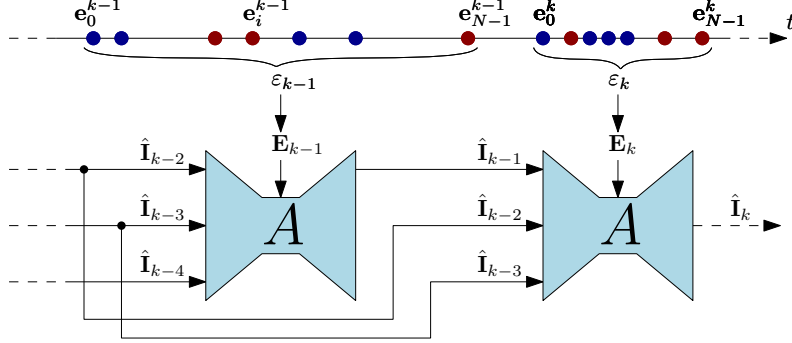 e_0^{k-1} e_i^{k-1} e_{N-1}^{k-1} e_0^k e_{N-1}^k
t
ε_{k-1} ε_k
E_{k-1} E_k
Î_{k-2} Î_{k-1}
Î_{k-3} A Î_{k-2} A Î_k
Î_{k-4} Î_{k-3}